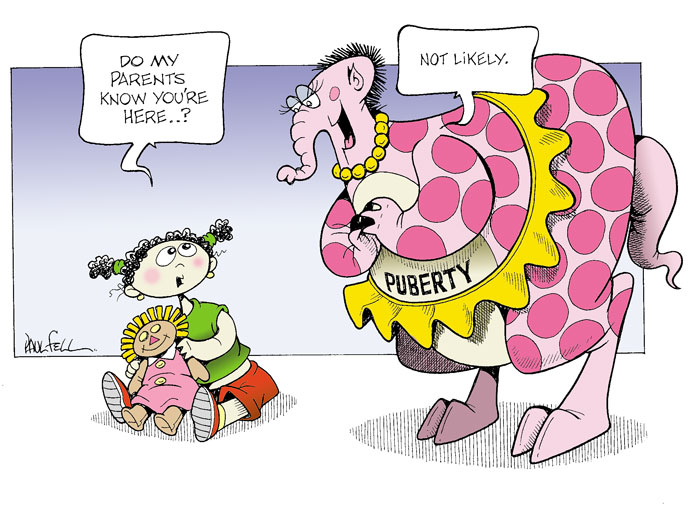 DO MY
PARENTS
KNOW YOU'RE
HERE..?
NOT LIKELY.
PUBERTY
PAUL FELL..